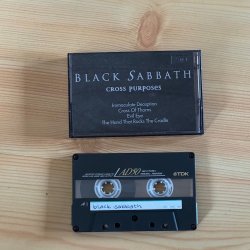 BLACK SABBATH
CROSS PURPOSES
Immaculate Deception
Cross Of Thorns
Evil Eye
The Hand That Rocks The Cradle
AD90
TDK
black sabbath